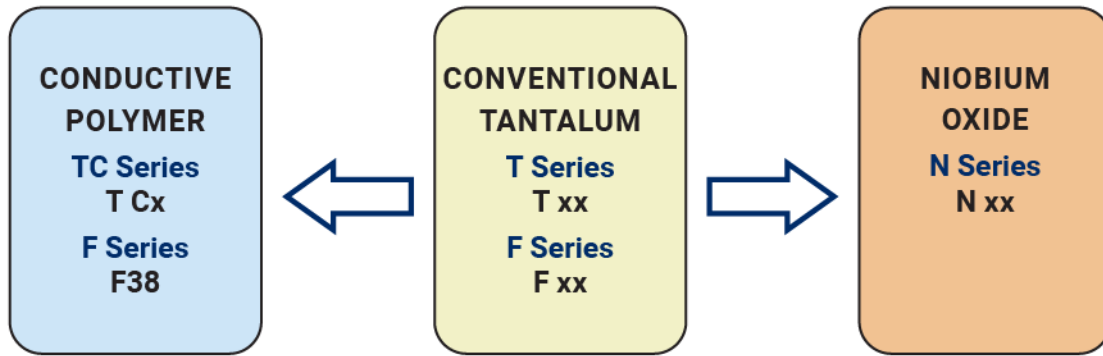 CONDUCTIVE
POLYMER
TC Series
T Cx
F Series
F38
CONVENTIONAL
TANTALUM
T Series
T xx
F Series
F xx
NIOBIUM
OXIDE
N Series
N xx